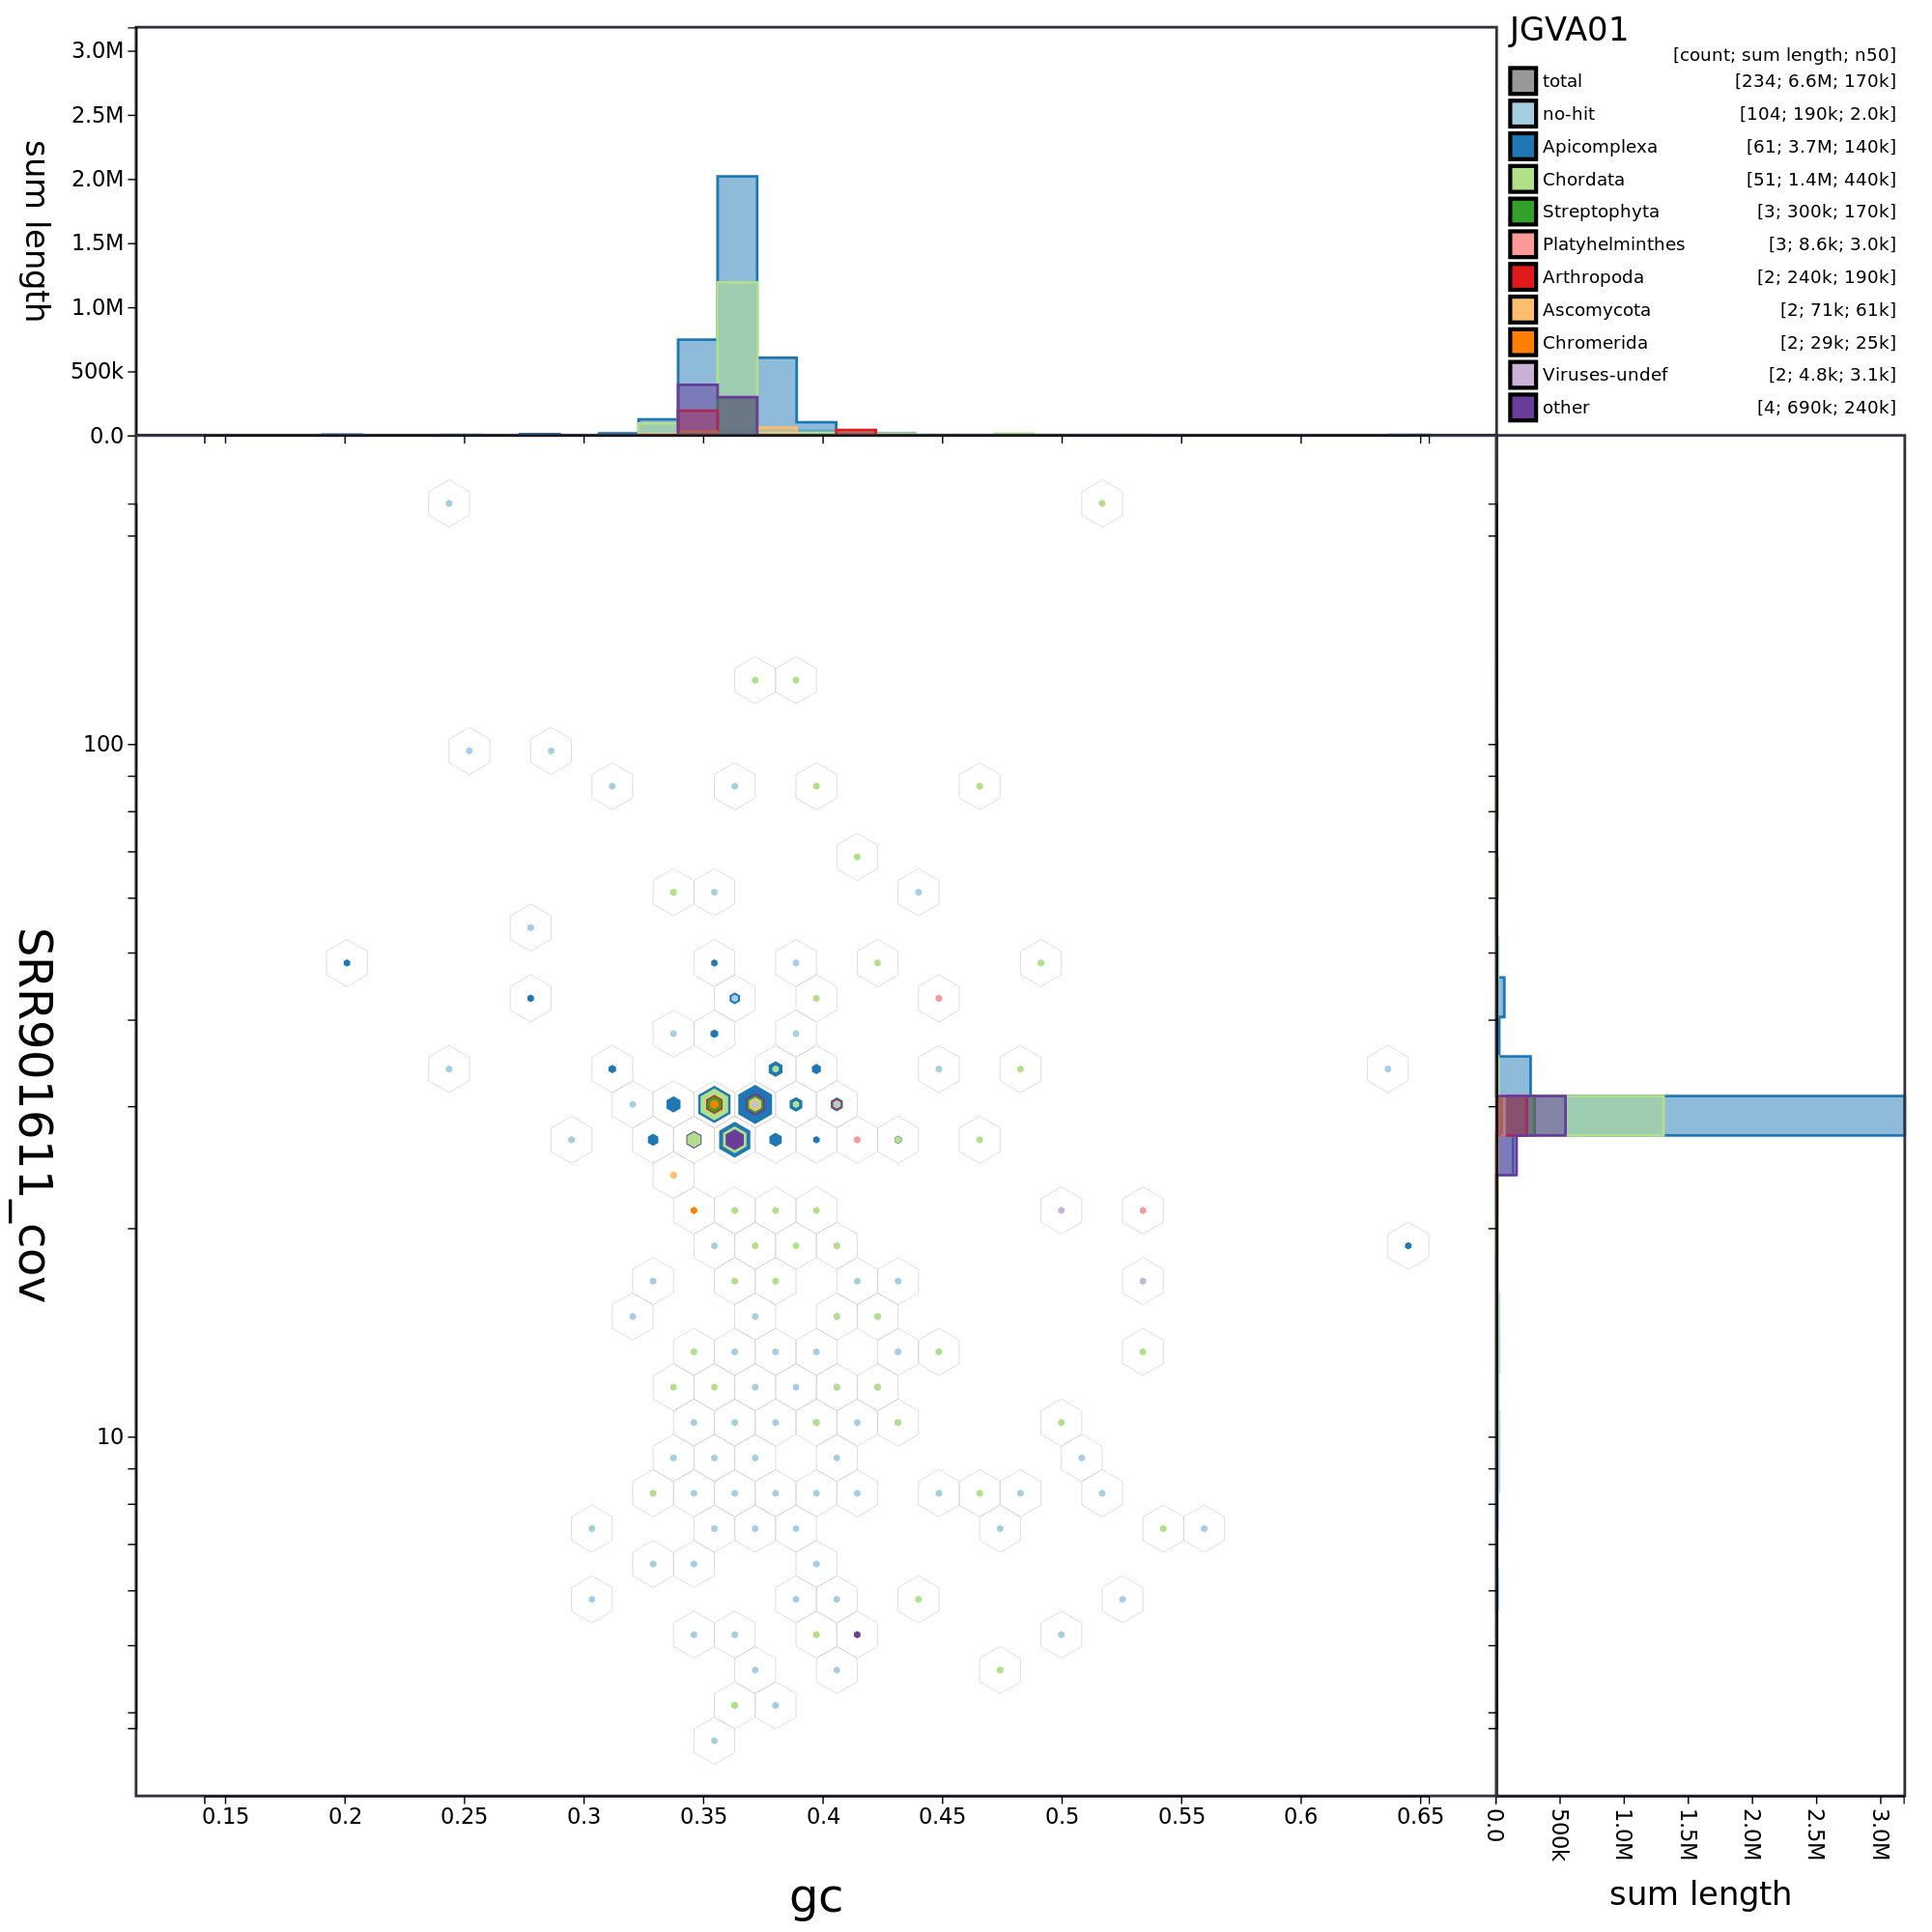 JGVA01
[count; sum length; n50]
total [234; 6.6M; 170k]
no-hit [104; 190k; 2.0k]
Apicomplexa [61; 3.7M; 140k]
Chordata [51; 1.4M; 440k]
Streptophyta [3; 300k; 170k]
Platyhelminthes [3; 8.6k; 3.0k]
Arthropoda [2; 240k; 190k]
Ascomycota [2; 71k; 61k]
Chromerida [2; 29k; 25k]
Viruses-undef [2; 4.8k; 3.1k]
other [4; 690k; 240k]
sum length
3.0M
2.5M
2.0M
1.5M
1.0M
500k
0.0
SRR901611_cov
100
10
0.15 0.2 0.25 0.3 0.35 0.4 0.45 0.5 0.55 0.6 0.65
gc
0.0 500k 1.0M 1.5M 2.0M 2.5M 3.0M
sum length